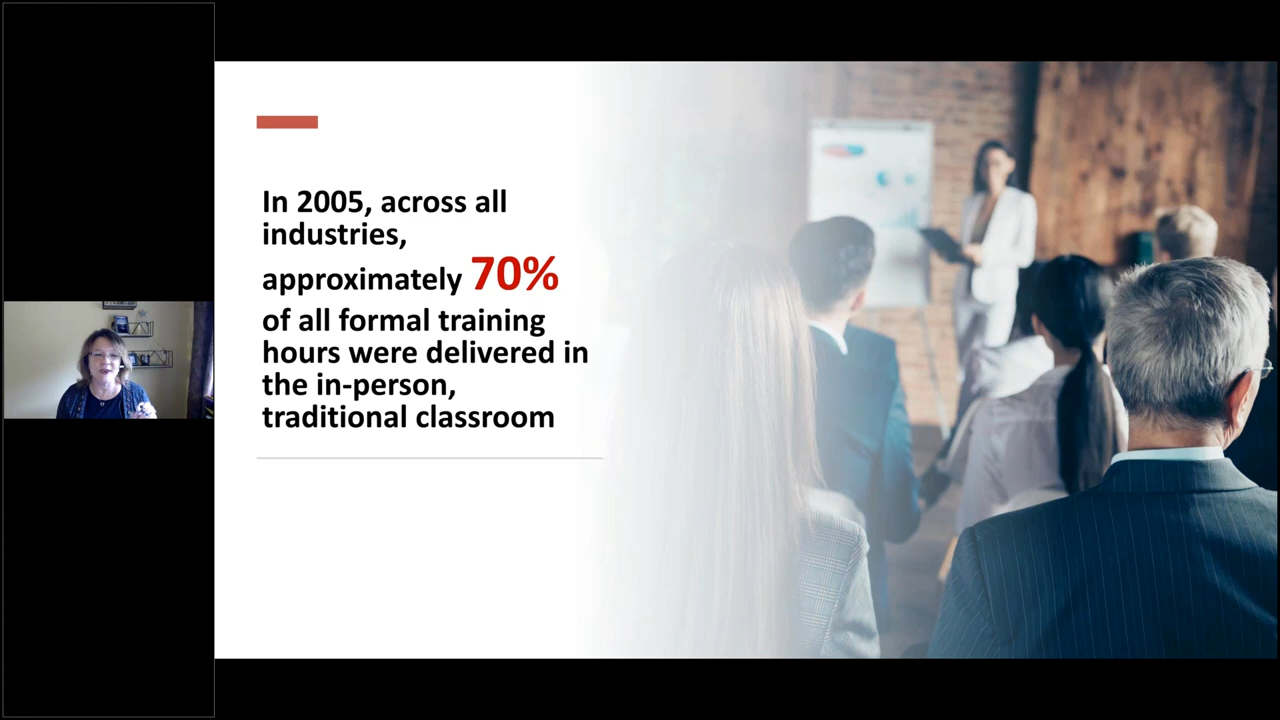 In 2005, across all
industries,
approximately 70%
of all formal training
hours were delivered in
the in-person,
traditional classroom